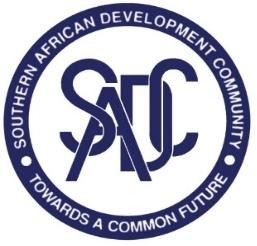 • SOUTHERN AFRICAN DEVELOPMENT COMMUNITY •
SADC
TOWARDS A COMMON FUTURE